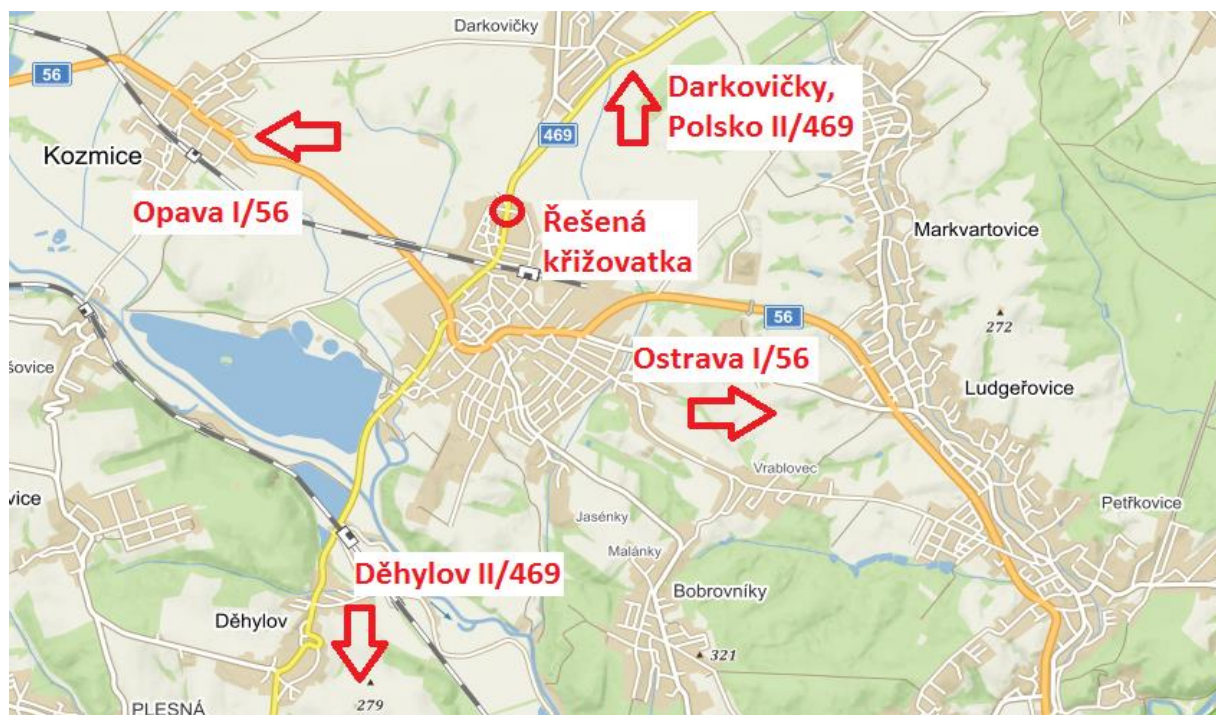 Darkovičky
56
Darkovičky,
Polsko II/469
469
Kozmice
Opava I/56
Řešená
křižovatka
Markvartovice
272
56
Ostrava I/56
Ludgeřovice
šovice
Vrablovec
vice
Petřkovice
Jasénky
Malánky
Děhylov II/469
Bobrovníky
Děhylov
321
279
PLESNÁ